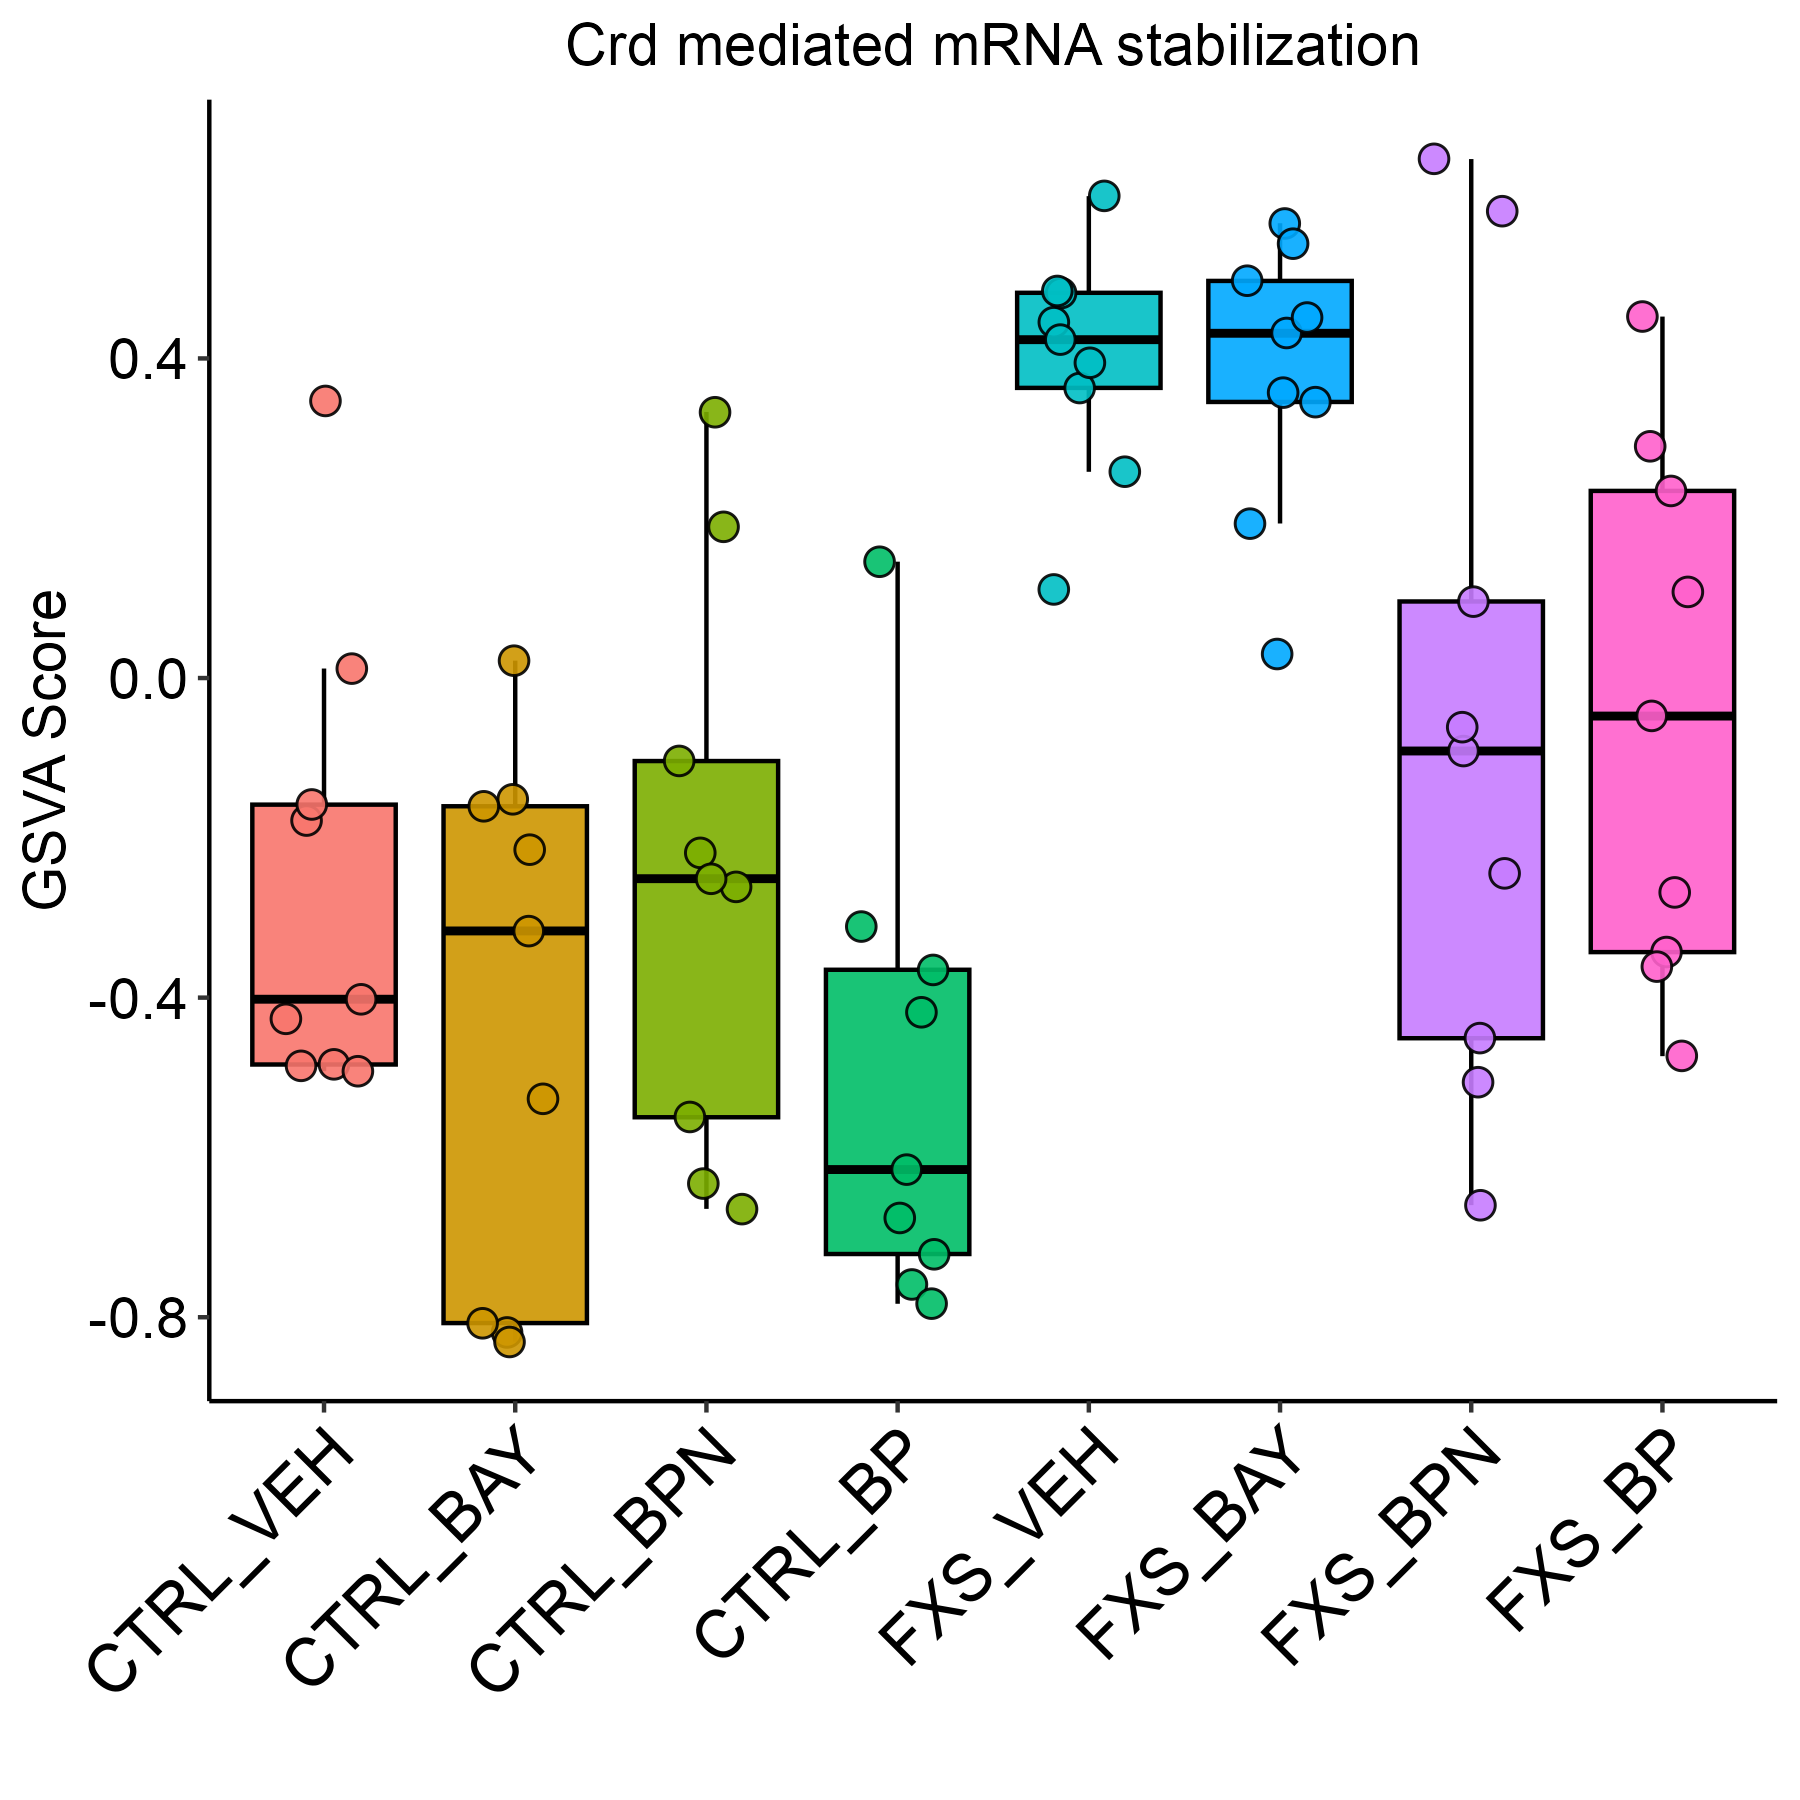 Crd mediated mRNA stabilization
GSVA Score
0.4
0.0
-0.4
-0.8
CTRL_VEH
CTRL_BAY
CTRL_BPN
CTRL_BP
FXS_VEH
FXS_BAY
FXS_BPN
FXS_BP